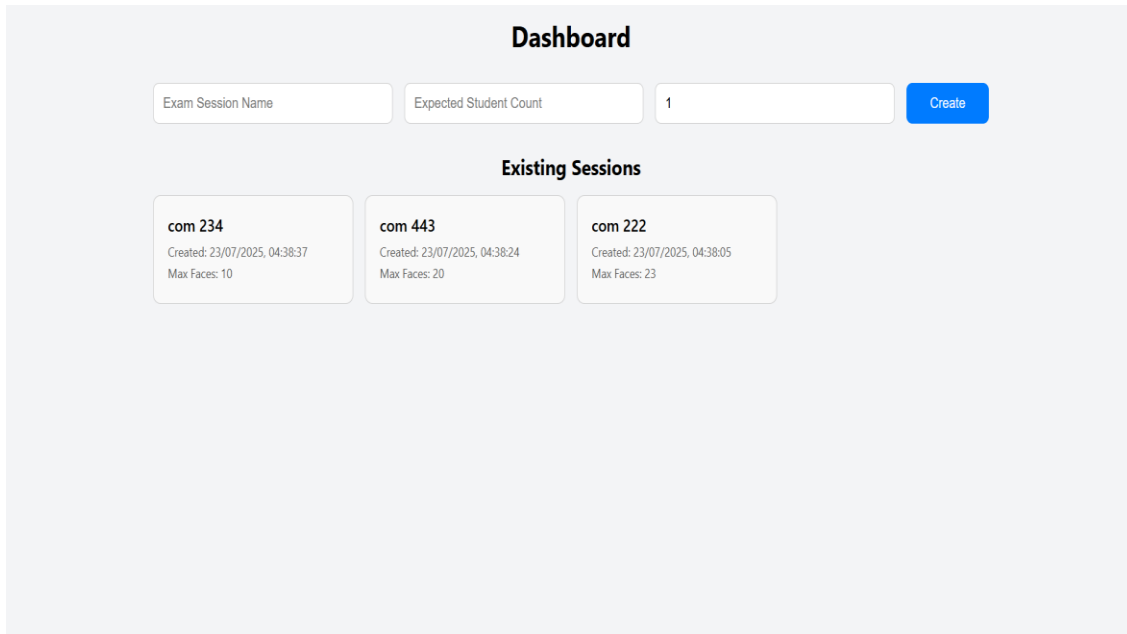 Dashboard
Exam Session Name
Expected Student Count
1
Create
Existing Sessions
com 234
Created: 23/07/2025, 04:38:37
Max Faces: 10
com 443
Created: 23/07/2025, 04:38:24
Max Faces: 20
com 222
Created: 23/07/2025, 04:38:05
Max Faces: 23